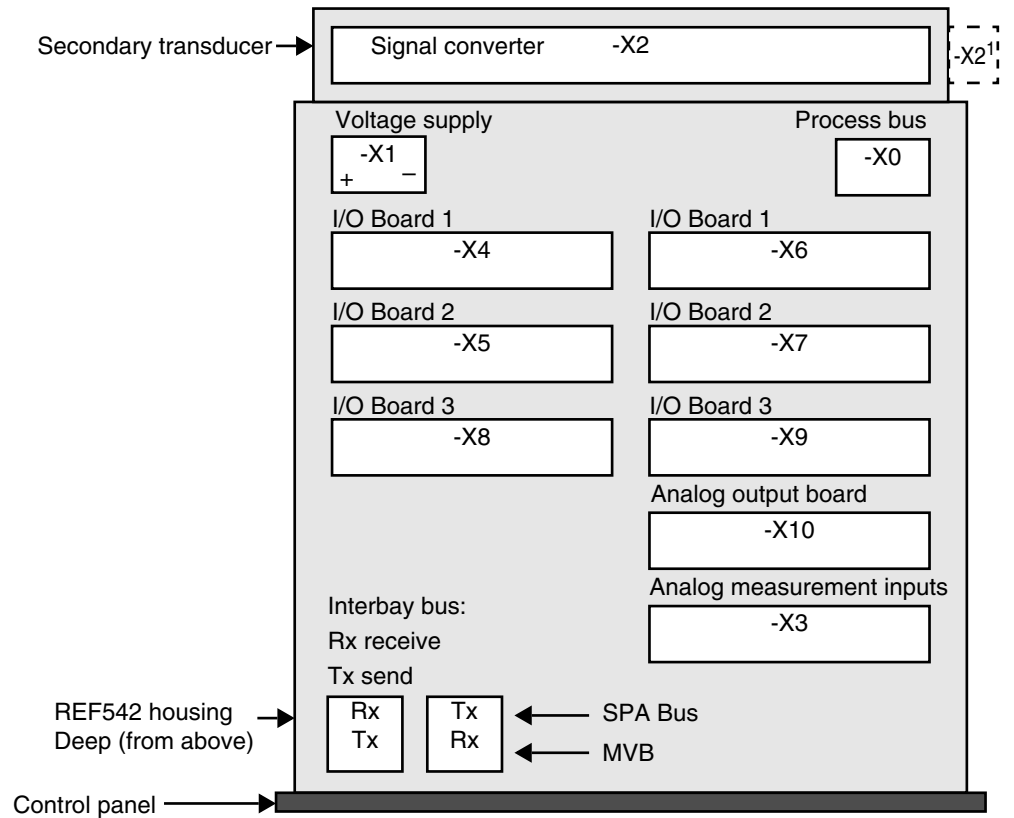 Secondary transducer
Signal converter -X2
-X2¹
Voltage supply
-X1
+ –
Process bus
-X0
I/O Board 1
-X4
I/O Board 1
-X6
I/O Board 2
-X5
I/O Board 2
-X7
I/O Board 3
-X8
I/O Board 3
-X9
Analog output board
-X10
Analog measurement inputs
-X3
Interbay bus:
Rx receive
Tx send
Rx
Tx
Tx
Rx
SPA Bus
MVB
REF542 housing
Deep (from above)
Control panel